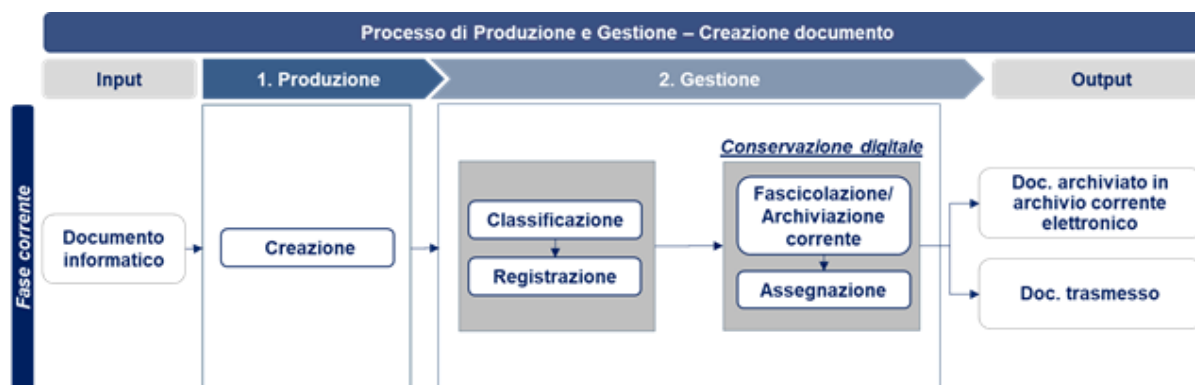 Processo di Produzione e Gestione – Creazione documento
Input
1. Produzione
2. Gestione
Output
Fase corrente
Documento
informatico
Creazione
Classificazione
Registrazione
Conservazione digitale
Fascicolazione/
Archiviazione
corrente
Assegnazione
Doc. archiviato in
archivio corrente
elettronico
Doc. trasmesso